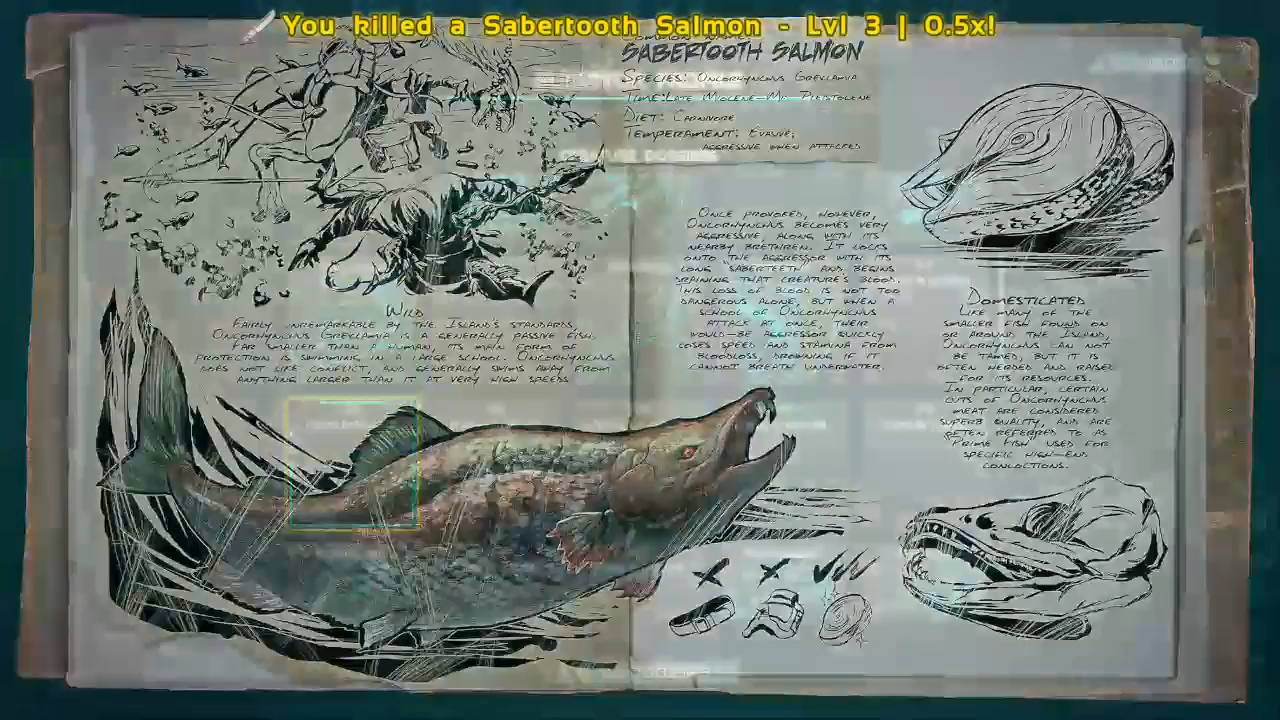 You killed a Sabertooth Salmon - Lvl 3 | 0.5x!
SABERTOOTH SALMON
SPECIES: ONCORHYNCHUS GREVLAMIA
TIME: LATE MIOCENE—MID PLEISTOCENE
DIET: CARNIVORE
TEMPERAMENT: EVASIVE;
AGGRESSIVE WHEN ATTACKED
WILD
FAIRLY UNREMARKABLE BY THE ISLAND'S STANDARDS,
ONCORHYNCHUS GREVLAMIA IS A GENERALLY PASSIVE FISH.
FAR SMALLER THAN A HUMAN, ITS MAIN FORM OF
PROTECTION IS SWIMMING IN A LARGE SCHOOL. ONCORHYNCHUS
DOES NOT LIKE CONFLICT, AND GENERALLY SWIMS AWAY FROM
ANYTHING LARGER THAN IT AT VERY HIGH SPEEDS.
ONCE PROVOKED, HOWEVER,
ONCORHYNCHUS BECOMES VERY
AGGRESSIVE, ALONG WITH ITS
NEARBY BRETHREN. IT LOCKS
ONTO THE AGGRESSOR WITH ITS
LONG "SABERTEETH" AND BEGINS
DRAINING THAT CREATURE'S BLOOD.
THIS LOSS OF BLOOD IS NOT TOO
DANGEROUS ALONE, BUT WHEN A
SCHOOL OF ONCORHYNCHUS
ATTACK AT ONCE, THEIR
WOULD—BE AGGRESSOR QUICKLY
LOSES SPEED AND STAMINA FROM
BLOODLOSS, DROWNING IF IT
CANNOT BREATH UNDERWATER.
DOMESTICATED
LIKE MANY OF THE
SMALLER FISH FOUND ON
OR AROUND THE ISLAND,
ONCORHYNCHUS CAN NOT
BE TAMED, BUT IT IS
OFTEN HERDED AND RAISED
FOR ITS RESOURCES.
IN PARTICULAR, CERTAIN
CUTS OF ONCORHYNCHUS
MEAT ARE CONSIDERED
SUPERB QUALITY, AND ARE
OFTEN REFERRED TO AS
'PRIME FISH' USED FOR
SPECIFIC HIGH—END
CONCOCTIONS.